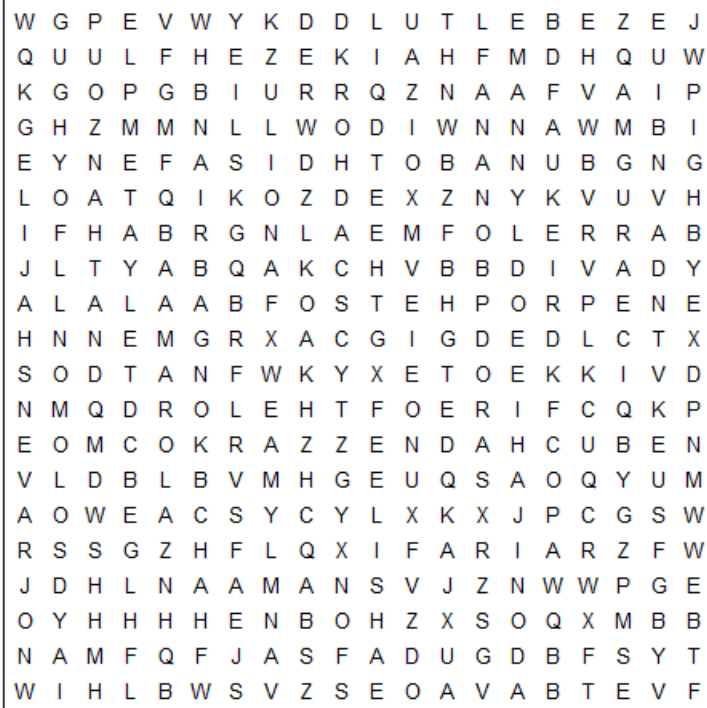 W G P E V W Y K D D L U T L E B E Z E J
Q U U L F H E Z E K I A H F M D H Q U W
K G O P G B I U R R Q Z N A A F V A I P
G H Z M M N L L W O D I W N N A W M B I
E Y N E F A S I D H T O B A N U B G N G
L O A T Q I K O Z D E X Z N Y K V U V H
I F H A B R G N L A E M F O L E R R A B
J L T Y A B Q A K C H V B B D I V A D Y
A L A L A A B F O S T E H P O R P E N E
H N N E M G R X A C G I G D E D L C T X
S O D T A N F W K Y X E T O E K K I V D
N M Q D R O L E H T F O E R I F C Q K P
E O M C O K R A Z Z E N D A H C U B E N
V L D B L B V M H G E U Q S A O Q Y U M
A O W E A C S Y C Y L X K X J P C G S W
R S S G Z H F L Q X I F A R I A R Z F W
J D H L N A A M A N S V J Z N W W P G E
O Y H H H H E N B O H Z X S O Q X M B B
N A M F Q F J A S F A D U G D B F S Y T
W I H L B W S V Z S E O A V A B T E V F